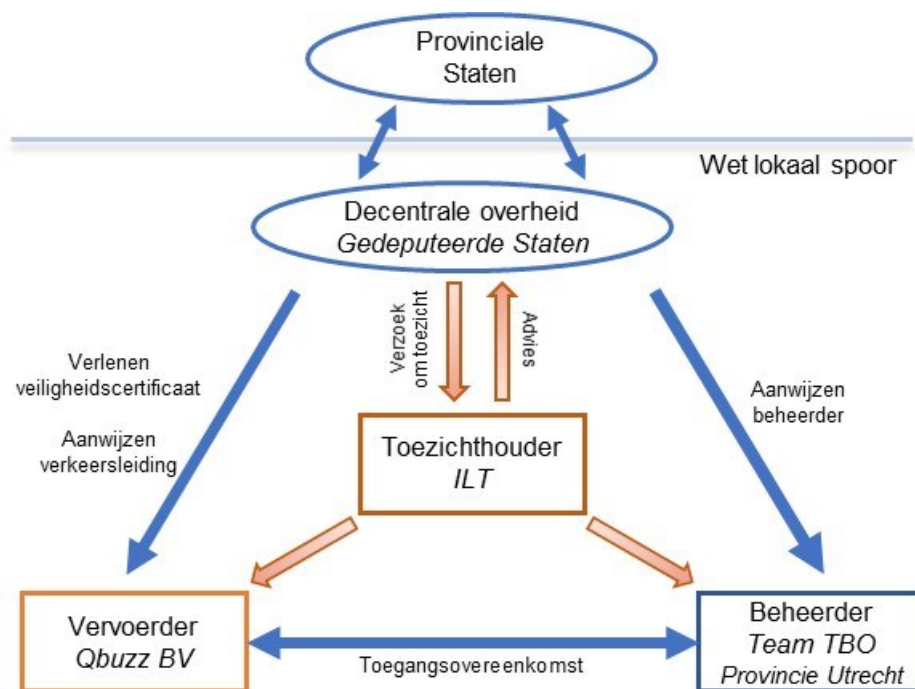 Provinciale
Staten
Wet lokaal spoor
Decentrale overheid
Gedeputeerde Staten
Verzoek
om toezicht
Advies
Verlenen
veiligheidscertificaat
Aanwijzen
verkeersleiding
Aanwijzen
beheerder
Toezichthouder
ILT
Vervoerder
Qbuzz BV
Toegangsovereenkomst
Beheerder
Team TBO
Provincie Utrecht